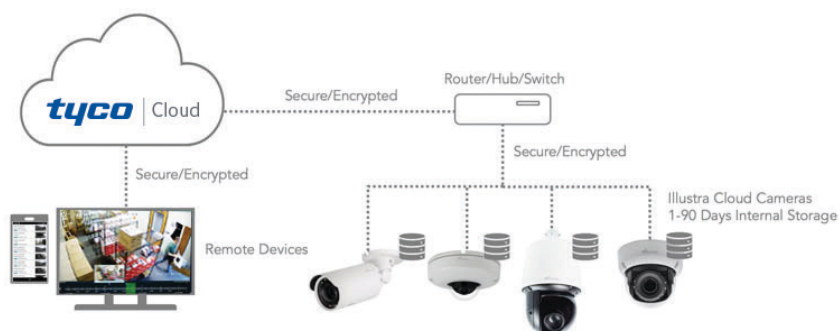 Router/Hub/Switch
Secure/Encrypted
tyco | Cloud
Secure/Encrypted
Secure/Encrypted
Illustra Cloud Cameras
1-90 Days Internal Storage
Remote Devices